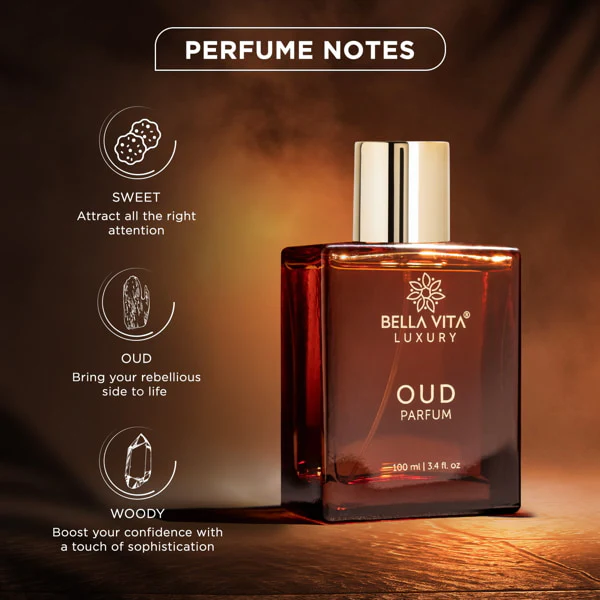 PERFUME NOTES
SWEET
Attract all the right
attention
OUD
Bring your rebellious
side to life
WOODY
Boost your confidence with
a touch of sophistication
BELLA VITA®
LUXURY
OUD
PARFUM
100 ml | 3.4 fl. oz